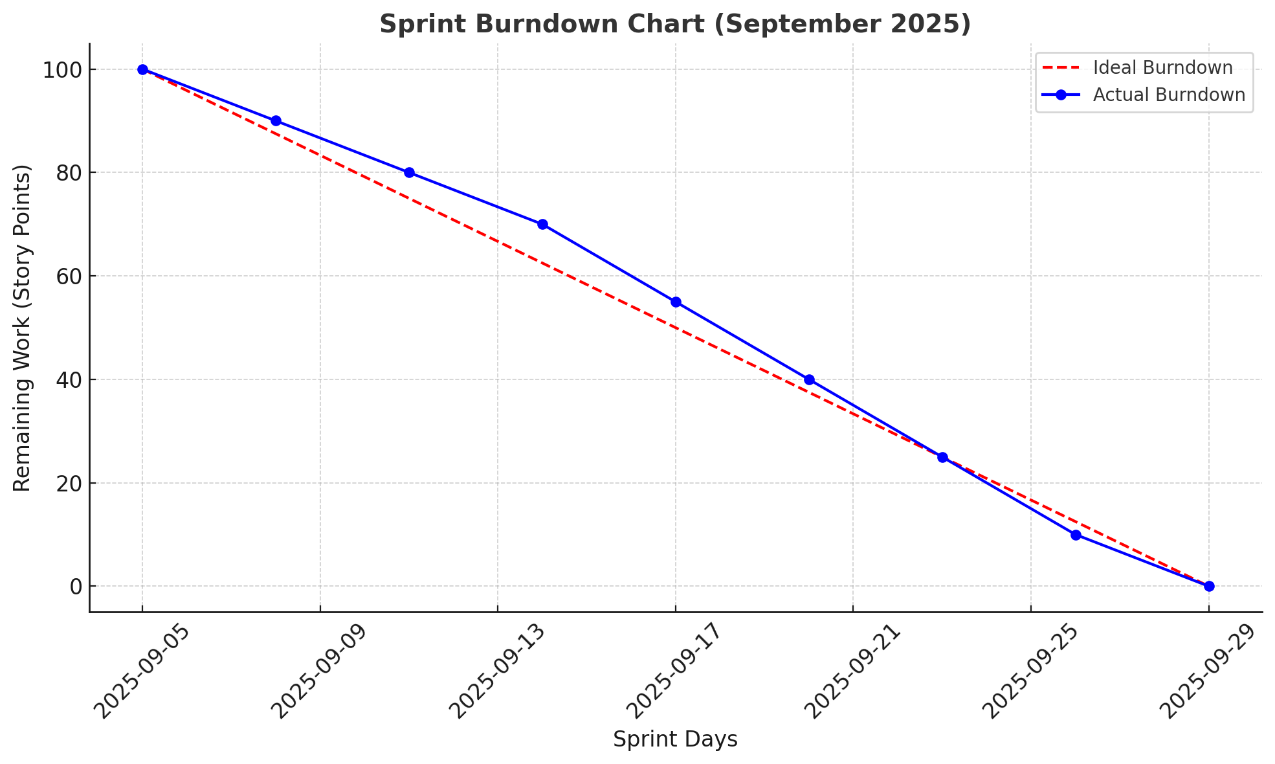 Sprint Burndown Chart (September 2025)
Ideal Burndown
Actual Burndown
Remaining Work (Story Points)
100
80
60
40
20
0
2025-09-05
2025-09-09
2025-09-13
2025-09-17
2025-09-21
2025-09-25
2025-09-29
Sprint Days